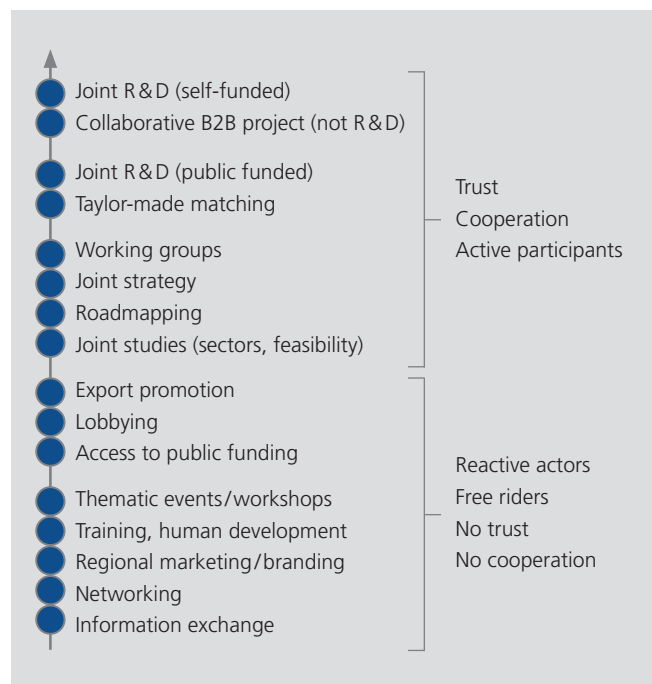 Joint R&D (self-funded)
Collaborative B2B project (not R&D)
Joint R&D (public funded)
Taylor-made matching
Working groups
Joint strategy
Roadmapping
Joint studies (sectors, feasibility)
Trust
Cooperation
Active participants
Export promotion
Lobbying
Access to public funding
Thematic events/workshops
Training, human development
Regional marketing/branding
Networking
Information exchange
Reactive actors
Free riders
No trust
No cooperation